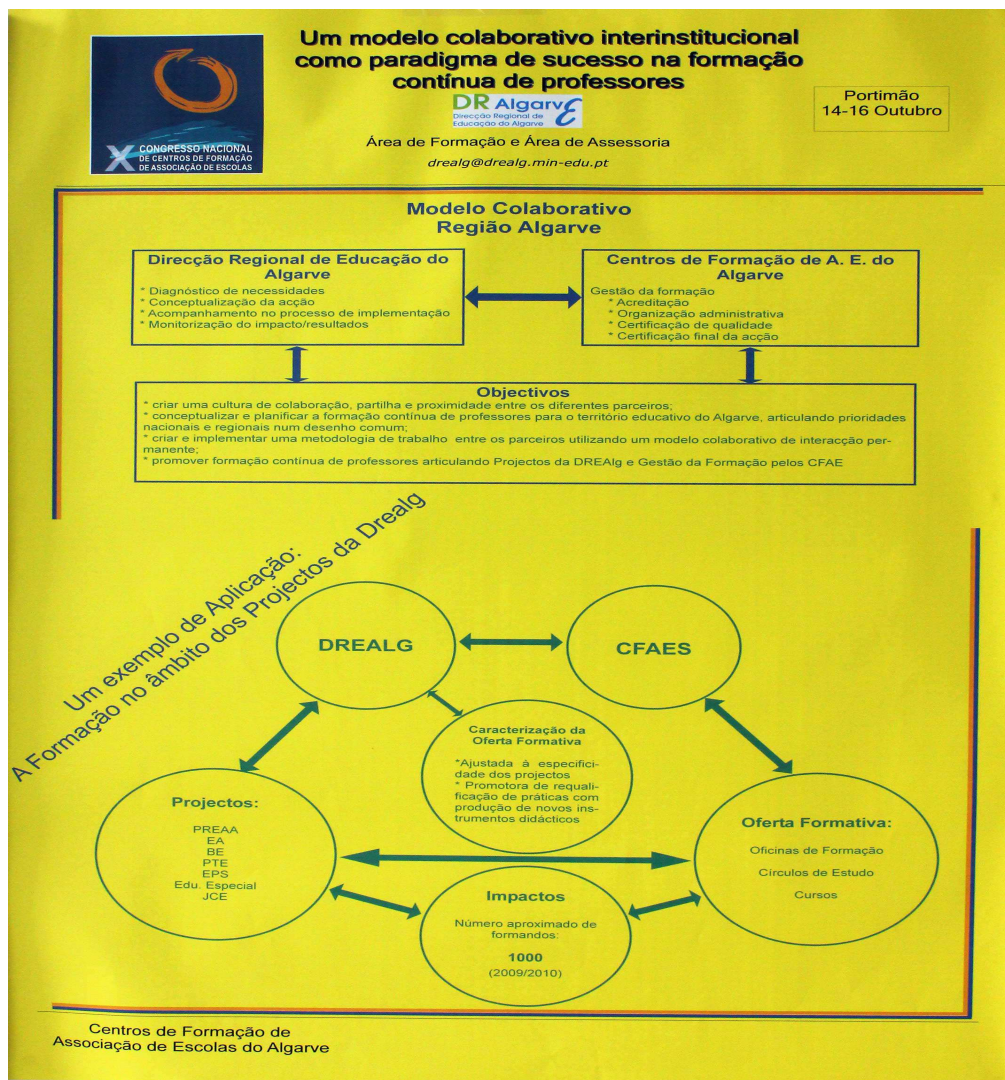 Um modelo colaborativo interinstitucional
como paradigma de sucesso na formação
contínua de professores
X CONGRESSO NACIONAL
DE CENTROS DE FORMAÇÃO
DE ASSOCIAÇÃO DE ESCOLAS
DR AlgarvE
Direcção Regional de
Educação do Algarve
Portimão
14-16 Outubro
Área de Formação e Área de Assessoria
drealg@drealg.min-edu.pt
Modelo Colaborativo
Região Algarve
Direcção Regional de Educação do
Algarve
* Diagnóstico de necessidades
* Conceptualização da acção
* Acompanhamento no processo de implementação
* Monitorização do impacto/resultados
Centros de Formação de A. E. do
Algarve
Gestão da formação
* Acreditação
* Organização administrativa
* Certificação de qualidade
* Certificação final da acção
Objectivos
* criar uma cultura de colaboração, partilha e proximidade entre os diferentes parceiros;
* conceptualizar e planificar a formação contínua de professores para o território educativo do Algarve, articulando prioridades
nacionais e regionais num desenho comum;
* criar e implementar uma metodologia de trabalho entre os parceiros utilizando um modelo colaborativo de interacção per-
manente;
* promover formação contínua de professores articulando Projectos da DREAlg e Gestão da Formação pelos CFAE
Um exemplo de Aplicação:
A Formação no âmbito dos Projectos da Drealg
DREALG
CFAES
Caracterização da
Oferta Formativa
*Ajustada à especifici-
dade dos projectos
* Promotora de requali-
ficação de práticas com
produção de novos ins-
trumentos didácticos
Projectos:
PREAA
EA
BE
PTE
EPS
Edu. Especial
JCE
Oferta Formativa:
Oficinas de Formação
Círculos de Estudo
Cursos
Impactos
Número aproximado de
formandos:
1000
(2009/2010)
Centros de Formação de
Associação de Escolas do Algarve